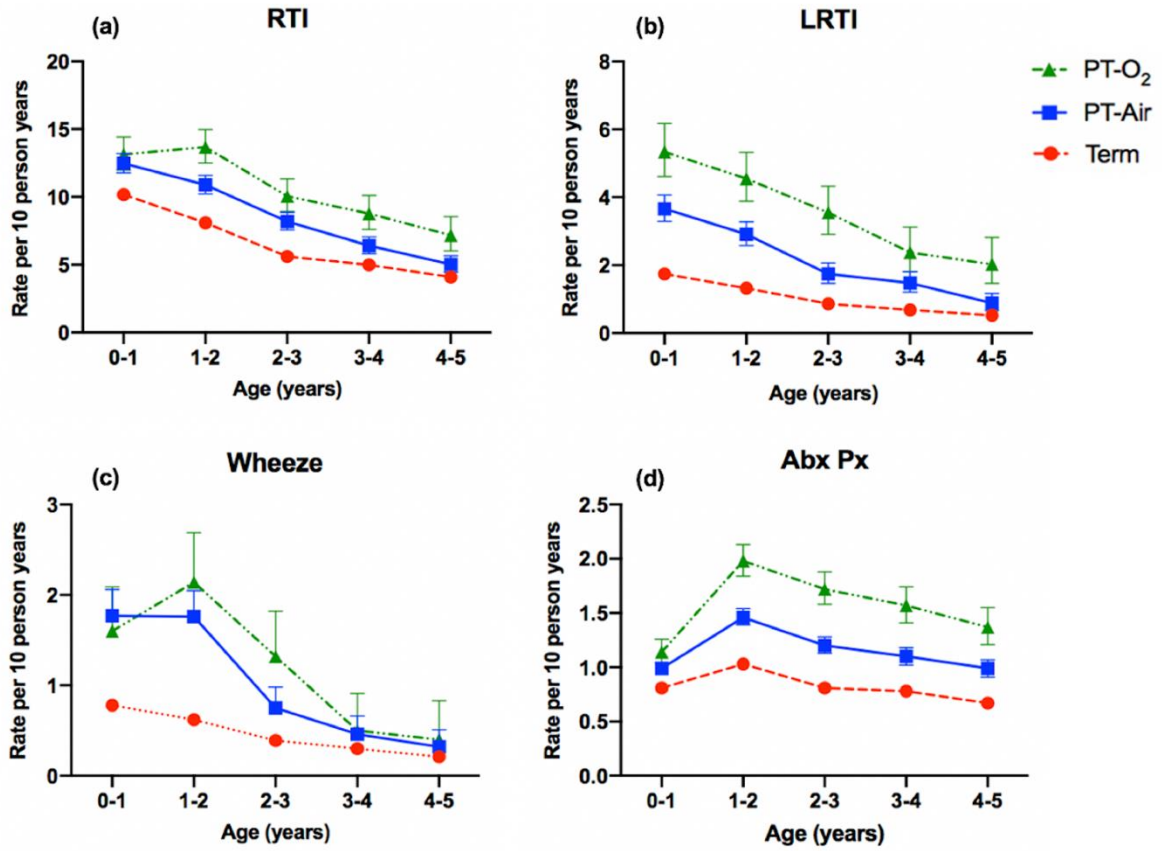 (a)
RTI
Rate per 10 person years
20
15
10
5
0
0-1 1-2 2-3 3-4 4-5
Age (years)
(b)
LRTI
Rate per 10 person years
8
6
4
2
0
0-1 1-2 2-3 3-4 4-5
Age (years)
PT-O₂
PT-Air
Term
(c)
Wheeze
Rate per 10 person years
3
2
1
0
0-1 1-2 2-3 3-4 4-5
Age (years)
(d)
Abx Px
Rate per 10 person years
2.5
2.0
1.5
1.0
0.5
0.0
0-1 1-2 2-3 3-4 4-5
Age (years)